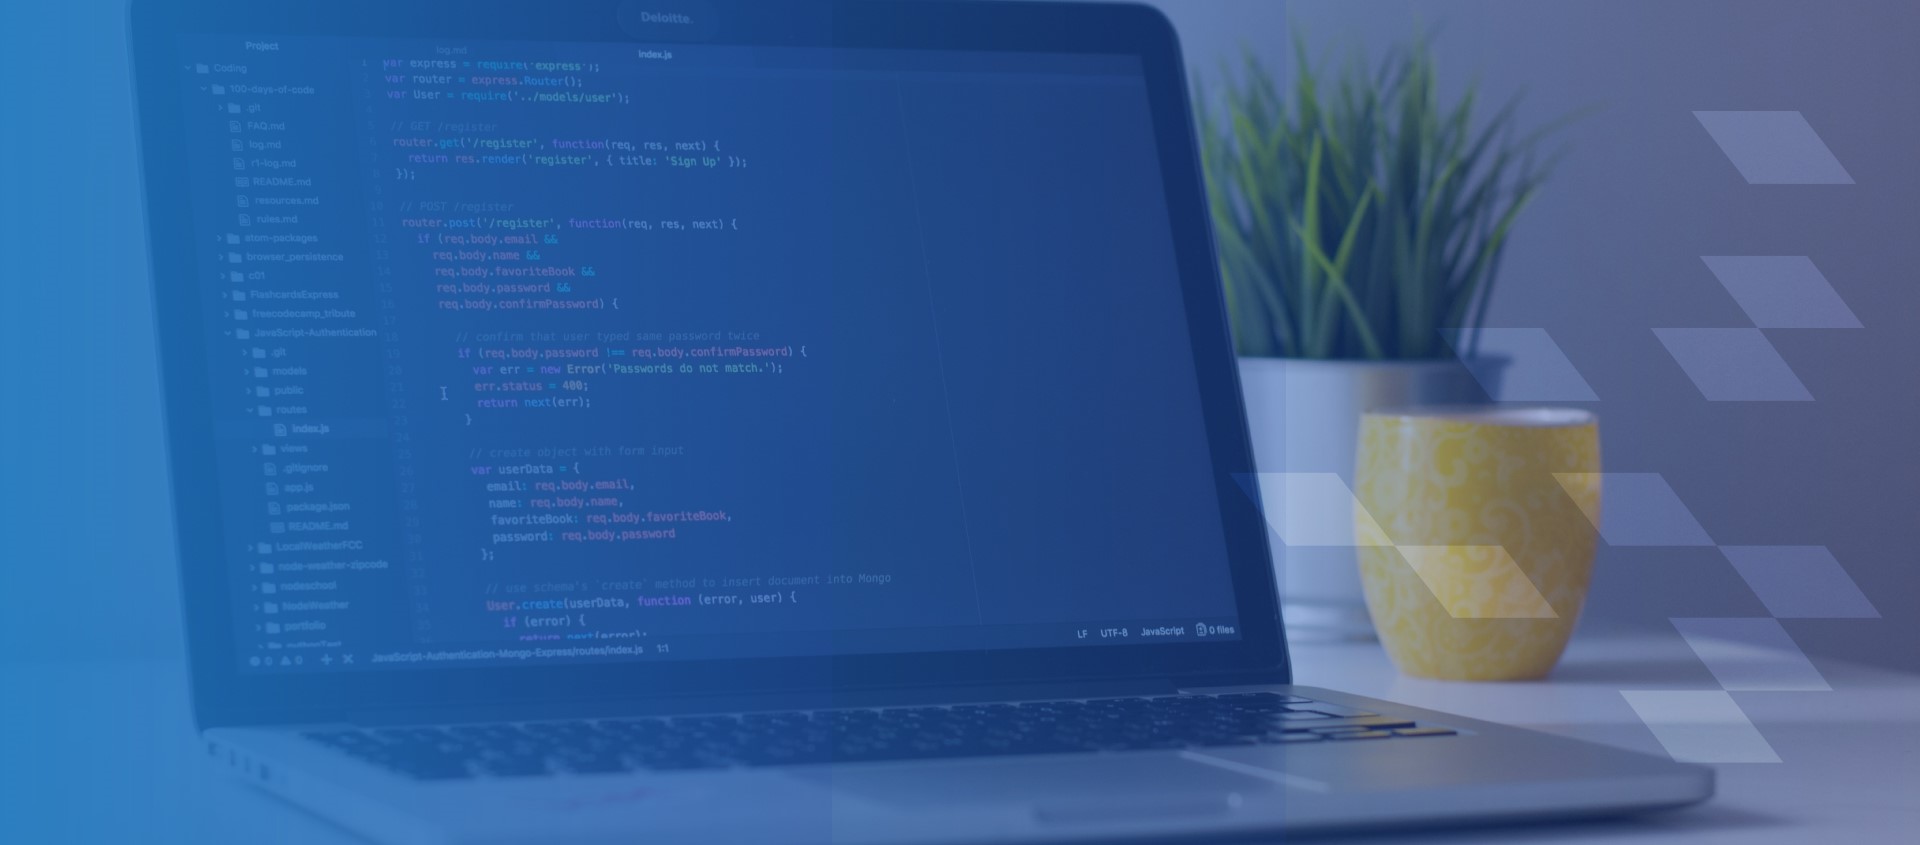 Deloitte.
Project
log.md
index.js
Coding
100-days-of-code
.git
FAQ.md
log.md
r1-log.md
README.md
resources.md
rules.md
atom-packages
browser_persistence
c01
FlashcardsExpress
freecodecamp_tribute
JavaScript-Authentication
.git
models
public
routes
index.js
views
.gitignore
app.js
package.json
README.md
LocalWeatherFCC
node-weather-zipcode
nodeschool
NodeWeather
portfolio
var express = require('express');
var router = express.Router();
var User = require('../models/user');
// GET /register
router.get('/register', function(req, res, next) {
return res.render('register', { title: 'Sign Up' });
});
// POST /register
router.post('/register', function(req, res, next) {
if (req.body.email &&
req.body.name &&
req.body.favoriteBook &&
req.body.password &&
req.body.confirmPassword) {
// confirm that user typed same password twice
if (req.body.password !== req.body.confirmPassword) {
var err = new Error('Passwords do not match.');
err.status = 400;
return next(err);
}
// create object with form input
var userData = {
email: req.body.email,
name: req.body.name,
favoriteBook: req.body.favoriteBook,
password: req.body.password
};
// use schema's `create` method to insert document into Mongo
User.create(userData, function (error, user) {
if (error) {
return next(error);
0 0 JavaScript-Authentication-Mongo-Express/routes/index.js 1:1 LF UTF-8 JavaScript 0 files